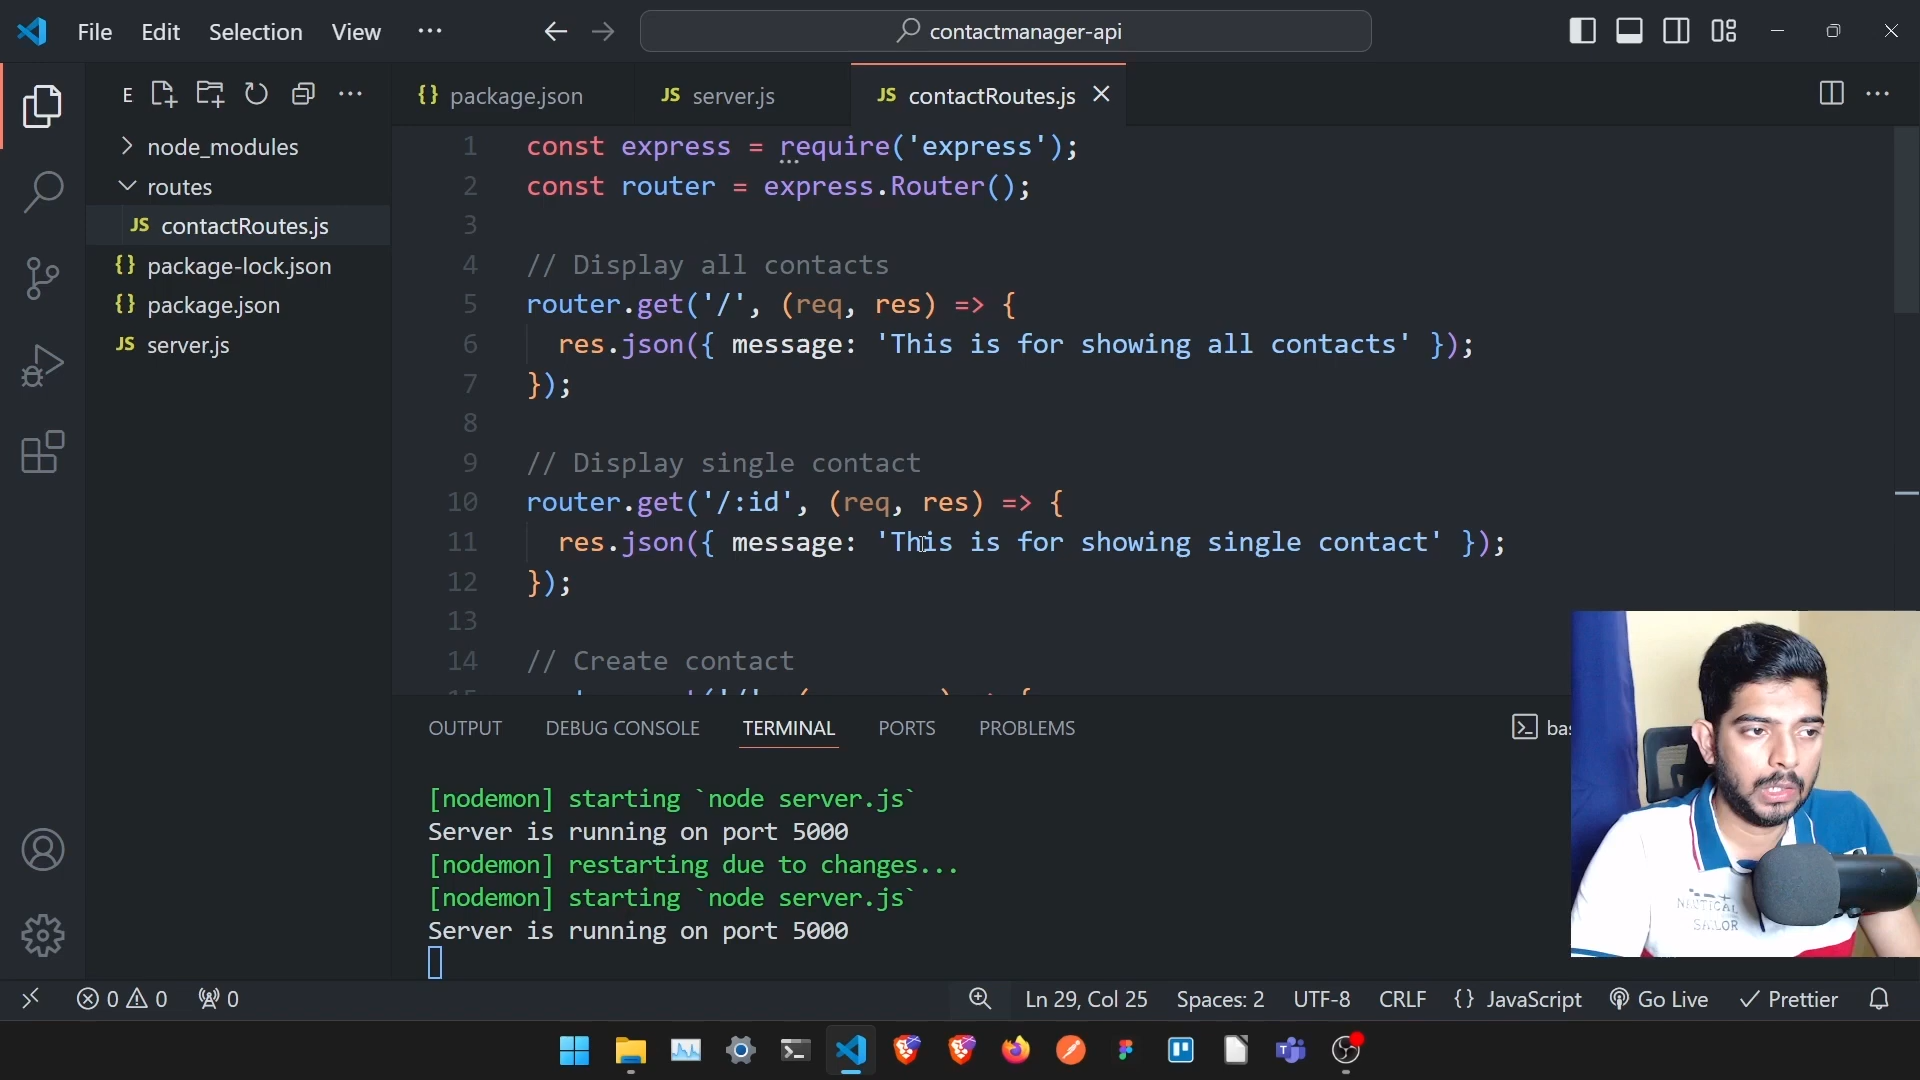 File Edit Selection View ··· contactmanager-api
E
{} package.json JS server.js JS contactRoutes.js
node_modules
routes
JS contactRoutes.js
{} package-lock.json
{} package.json
JS server.js
1 const express = require('express');
2 const router = express.Router();
3
4 // Display all contacts
5 router.get('/', (req, res) => {
6 res.json({ message: 'This is for showing all contacts' });
7 });
8
9 // Display single contact
10 router.get('/:id', (req, res) => {
11 res.json({ message: 'This is for showing single contact' });
12 });
13
14 // Create contact
OUTPUT DEBUG CONSOLE TERMINAL PORTS PROBLEMS
[nodemon] starting `node server.js`
Server is running on port 5000
[nodemon] restarting due to changes...
[nodemon] starting `node server.js`
Server is running on port 5000
NAUTICAL
SAILOR
0 0 0 Ln 29, Col 25 Spaces: 2 UTF-8 CRLF {} JavaScript Go Live Prettier